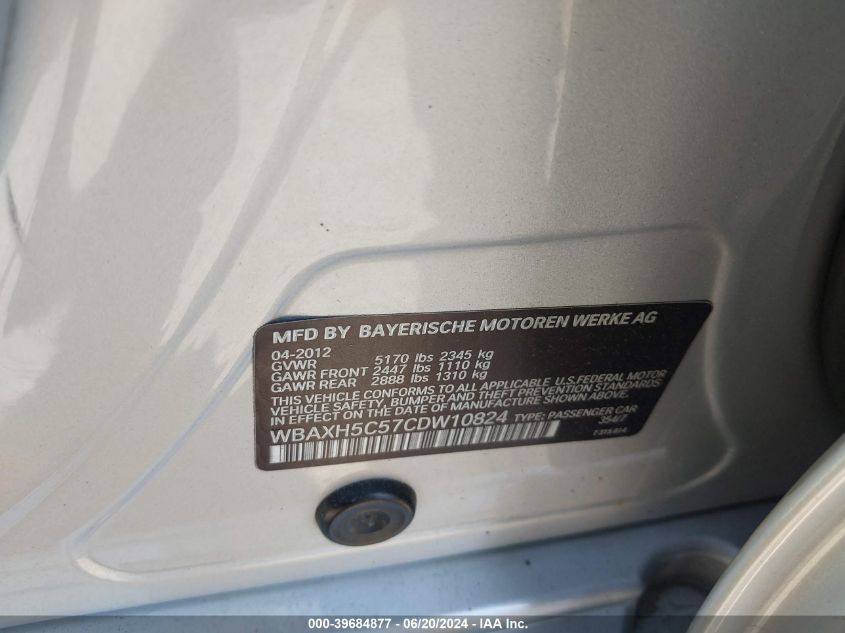 MFD BY BAYERISCHE MOTOREN WERKE AG
04-2012
GVWR 5170 lbs 2345 kg
GAWR FRONT 2447 lbs 1110 kg
GAWR REAR 2888 lbs 1310 kg
THIS VEHICLE CONFORMS TO ALL APPLICABLE U.S.FEDERAL MOTOR
VEHICLE SAFETY, BUMPER AND THEFT PREVENTION STANDARDS
IN EFFECT ON THE DATE OF MANUFACTURE SHOWN ABOVE.
WBAXH5C57CDW10824 TYPE: PASSENGER CAR
354/7
000-39684877 - 06/20/2024 - IAA, Inc.